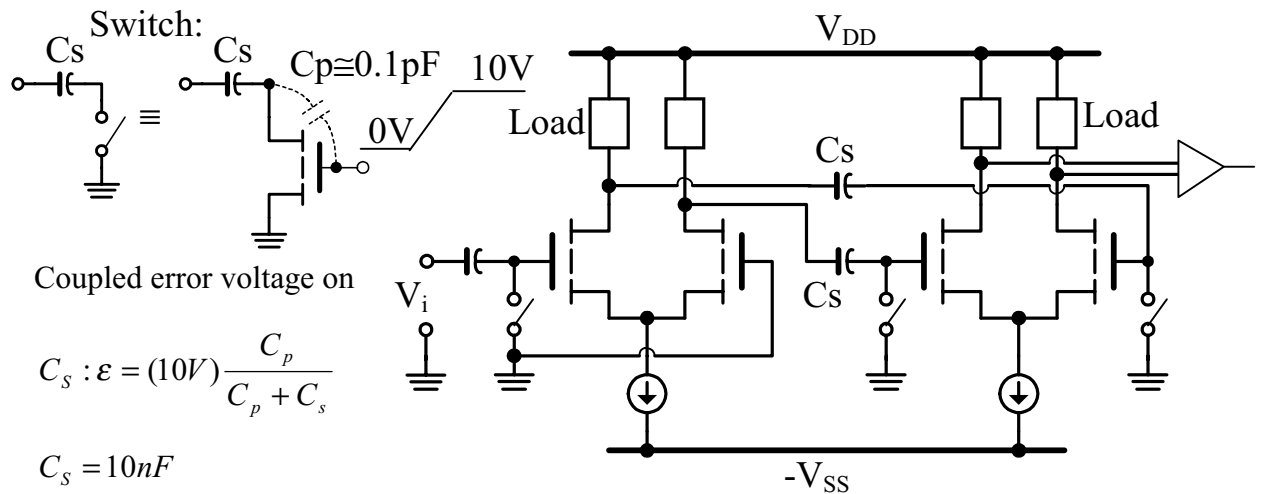 Switch:
Cs
Cs
Cp≅0.1pF
10V
0V
≡
V_DD
Load
Load
Cs
Cs
V_i
-V_SS
Coupled error voltage on
C_S : ε = (10V) C_p / (C_p + C_s)
C_S = 10nF